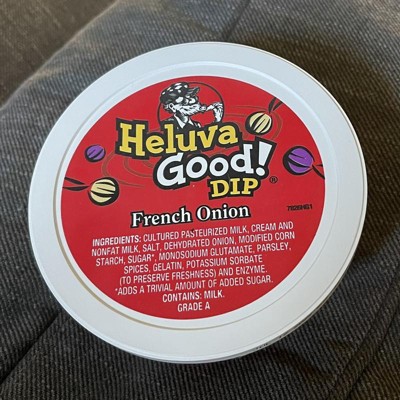 Heluva
Good!
DIP®
French Onion
INGREDIENTS: CULTURED PASTEURIZED MILK, CREAM AND
NONFAT MILK, SALT, DEHYDRATED ONION, MODIFIED CORN
STARCH, SUGAR*, MONOSODIUM GLUTAMATE, PARSLEY,
SPICES, GELATIN, POTASSIUM SORBATE
(TO PRESERVE FRESHNESS) AND ENZYME.
*ADDS A TRIVIAL AMOUNT OF ADDED SUGAR.
CONTAINS: MILK.
GRADE A